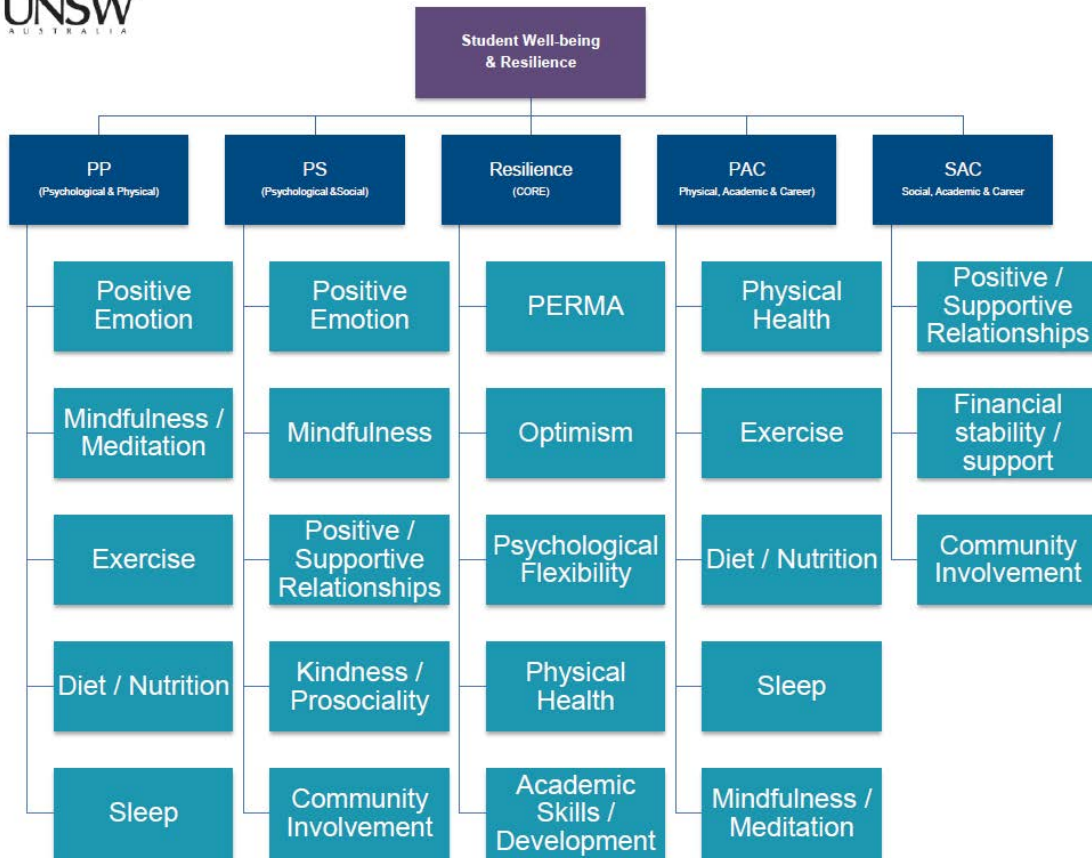 UNSW
AUSTRALIA
Student Well-being
& Resilience
PP
(Psychological & Physical)
PS
(Psychological &Social)
Resilience
(CORE)
PAC
Physical, Academic & Career)
SAC
Social, Academic & Career
Positive
Emotion
Mindfulness /
Meditation
Exercise
Diet / Nutrition
Sleep
Positive
Emotion
Mindfulness
Positive /
Supportive
Relationships
Kindness /
Prosociality
Community
Involvement
PERMA
Optimism
Psychological
Flexibility
Physical
Health
Academic
Skills /
Development
Physical
Health
Exercise
Diet / Nutrition
Sleep
Mindfulness /
Meditation
Positive /
Supportive
Relationships
Financial
stability /
support
Community
Involvement